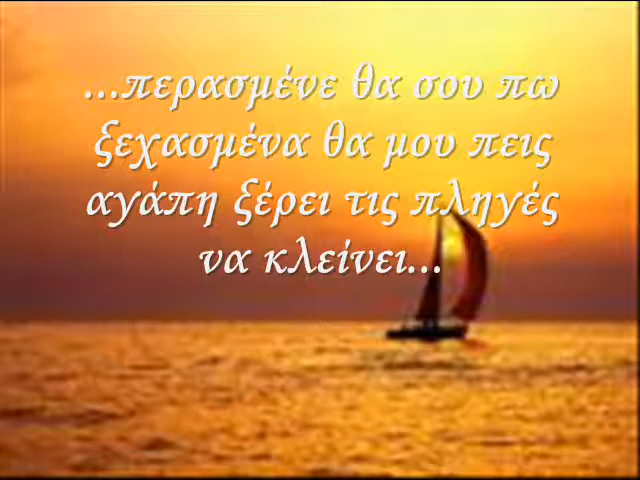 ...περασμένε θα σου πω
ξεχασμένα θα μου πεις
αγάπη ξέρει τις πληγές
να κλείνει...